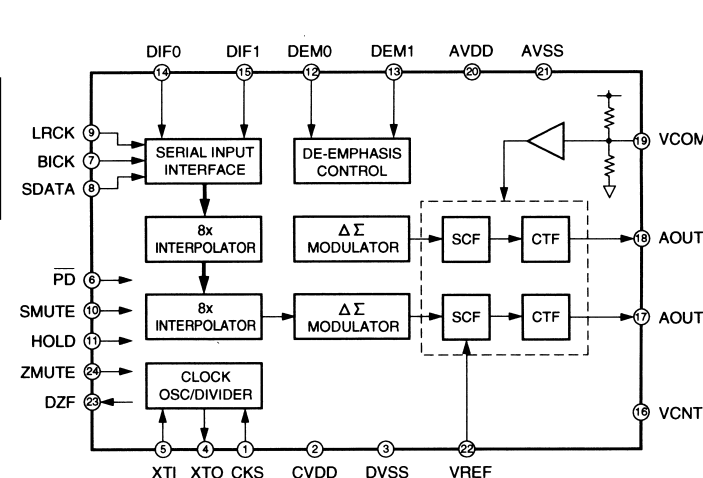 DIF0 DIF1 DEM0 DEM1 AVDD AVSS
14 15 12 13 20 21
LRCK 9
BICK 7
SDATA 8
SERIAL INPUT
INTERFACE
DE-EMPHASIS
CONTROL
19 VCOM
8x
INTERPOLATOR
ΔΣ
MODULATOR
SCF
CTF
18 AOUT
PD 6
SMUTE 10
HOLD 11
8x
INTERPOLATOR
ΔΣ
MODULATOR
SCF
CTF
17 AOUT
ZMUTE 24
DZF 23
CLOCK
OSC/DIVIDER
16 VCNT
5 4 1 2 3 22
XTI XTO CKS CVDD DVSS VREF